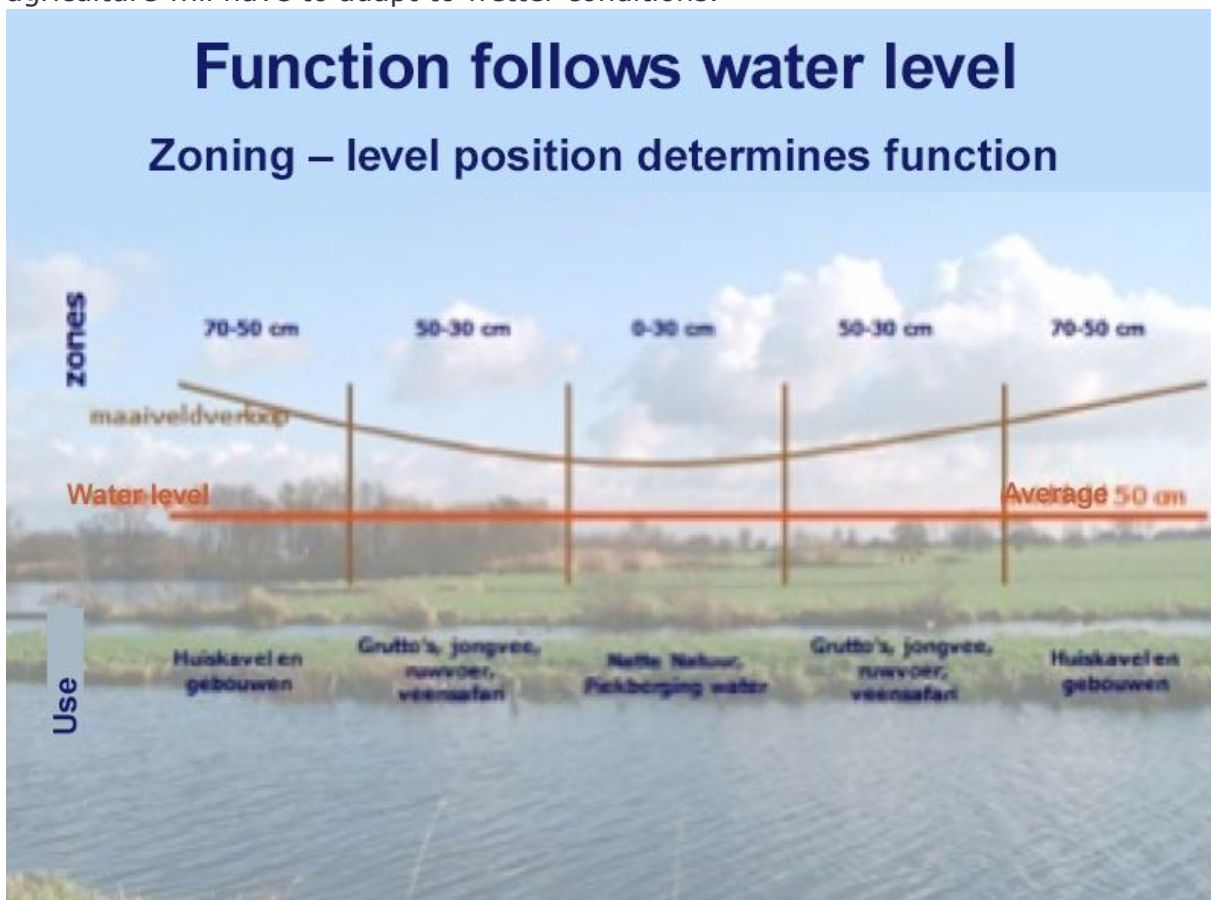 agriculture will have to adapt to wetter conditions.
Function follows water level
Zoning – level position determines function
zones
70-50 cm
50-30 cm
0-30 cm
50-30 cm
70-50 cm
maaiveldverloop
Water level
Average 50 cm
Use
Huiskavel en
gebouwen
Grutto's, jongvee,
ruwvoer,
veensafari
Natte Natuur,
Piekberging water
Grutto's, jongvee,
ruwvoer,
veensafari
Huiskavel en
gebouwen